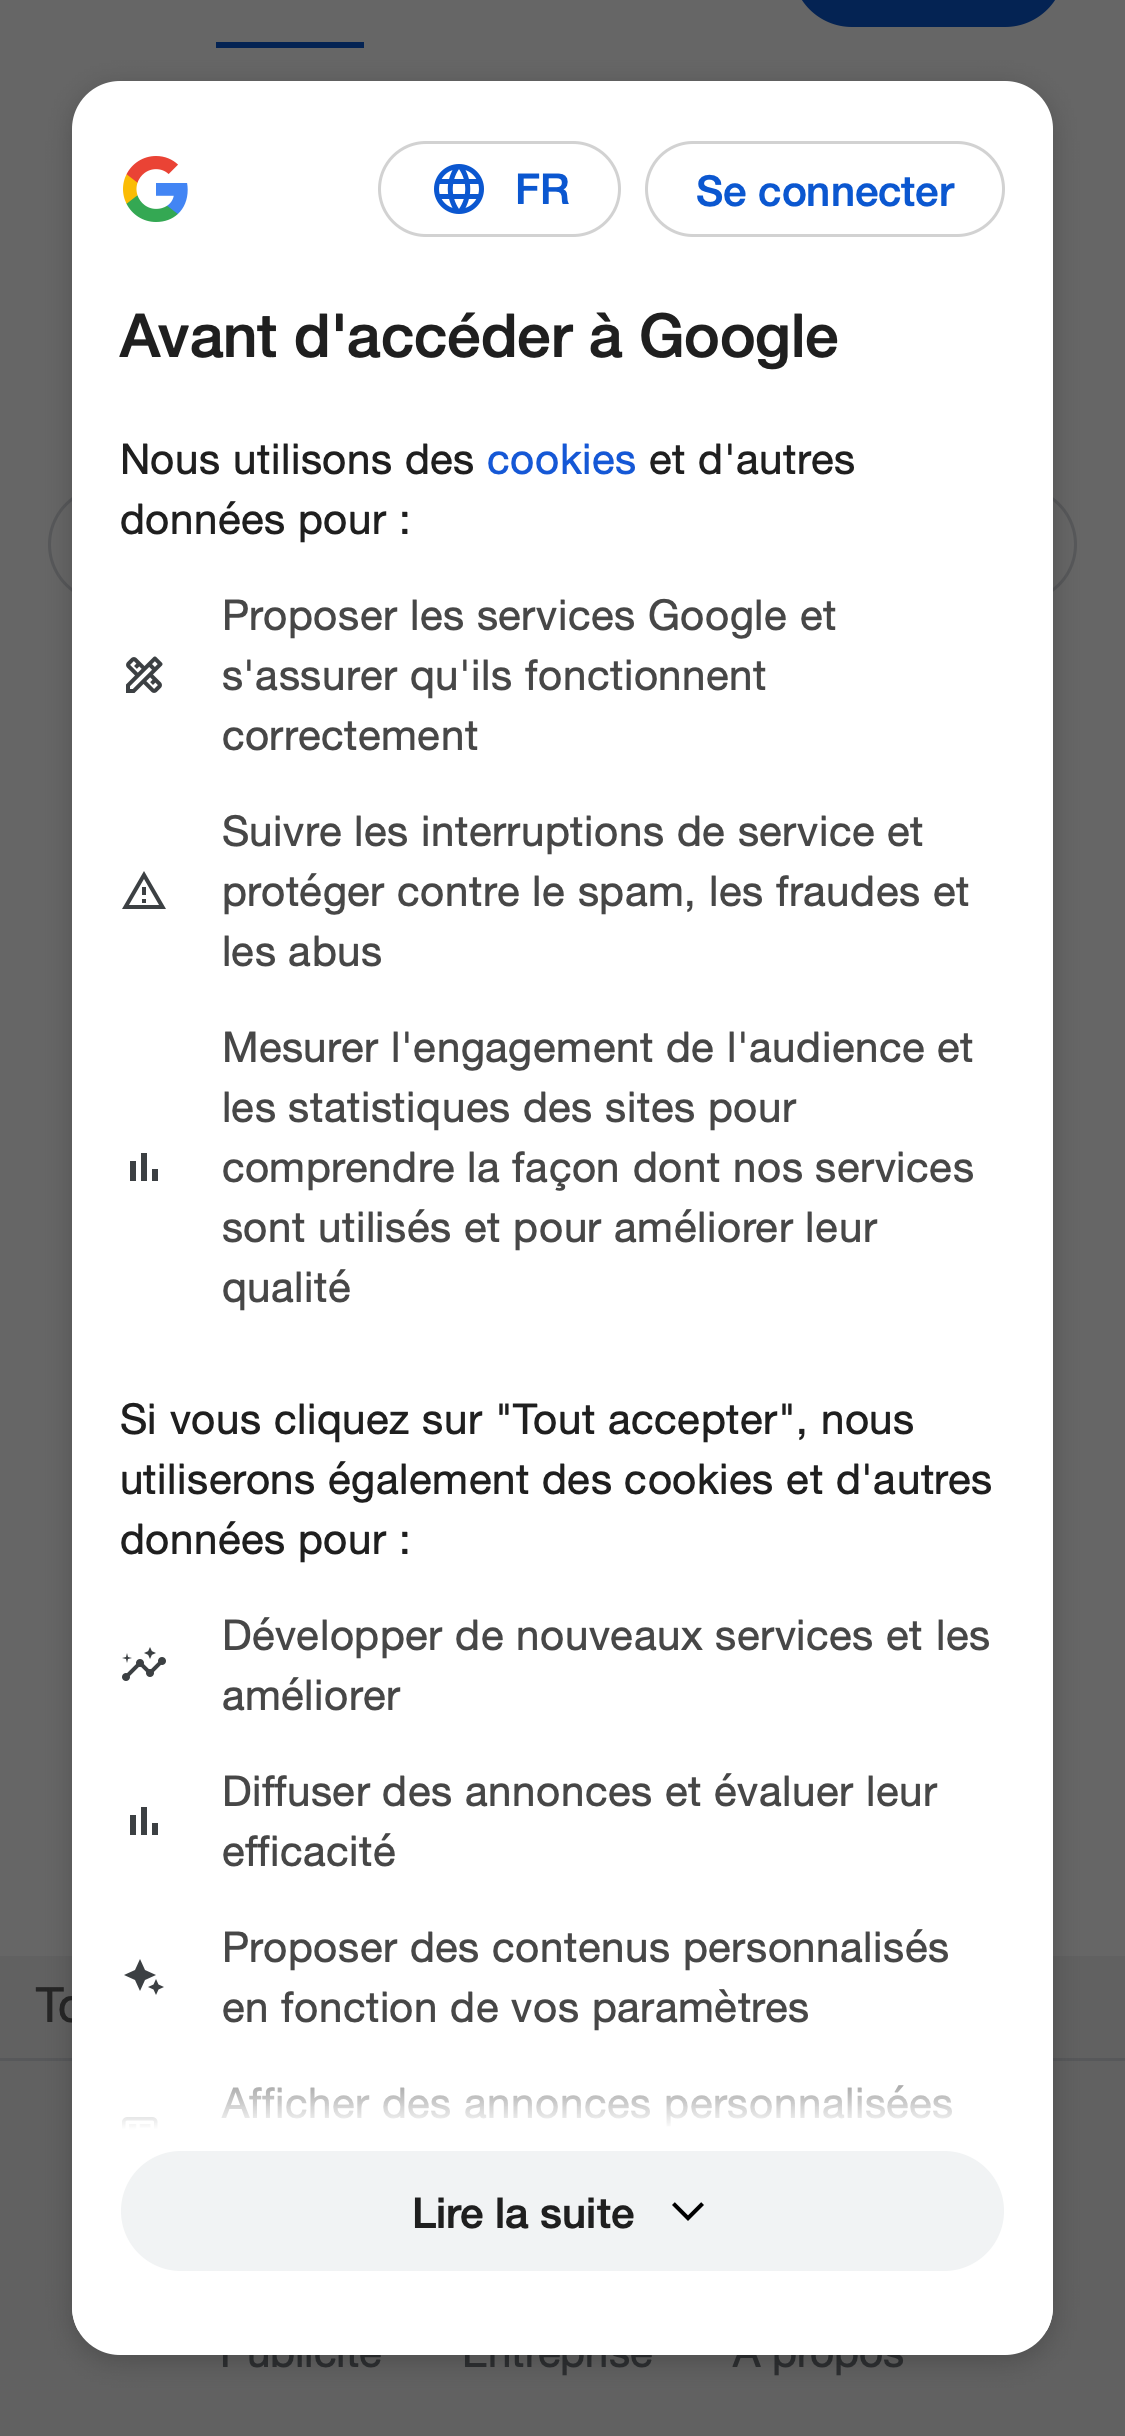 FR
Se connecter
Avant d'accéder à Google
Nous utilisons des cookies et d'autres
données pour :
Proposer les services Google et
s'assurer qu'ils fonctionnent
correctement
Suivre les interruptions de service et
protéger contre le spam, les fraudes et
les abus
Mesurer l'engagement de l'audience et
les statistiques des sites pour
comprendre la façon dont nos services
sont utilisés et pour améliorer leur
qualité
Si vous cliquez sur "Tout accepter", nous
utiliserons également des cookies et d'autres
données pour :
Développer de nouveaux services et les
améliorer
Diffuser des annonces et évaluer leur
efficacité
Proposer des contenus personnalisés
en fonction de vos paramètres
Afficher des annonces personnalisées
Lire la suite
Publicité Entreprise À propos